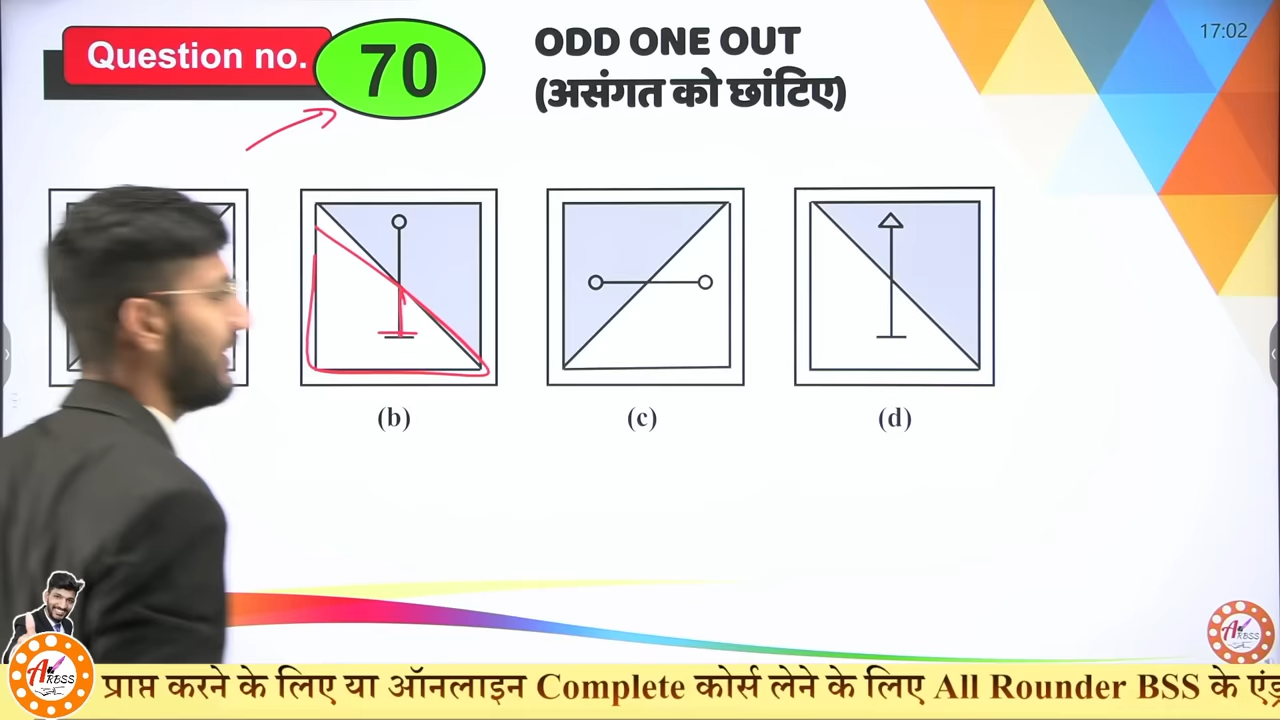 Question no. 70
ODD ONE OUT
(असंगत को छांटिए)
17:02
(b) (c) (d)
प्राप्त करने के लिए या ऑनलाइन Complete कोर्स लेने के लिए All Rounder BSS के